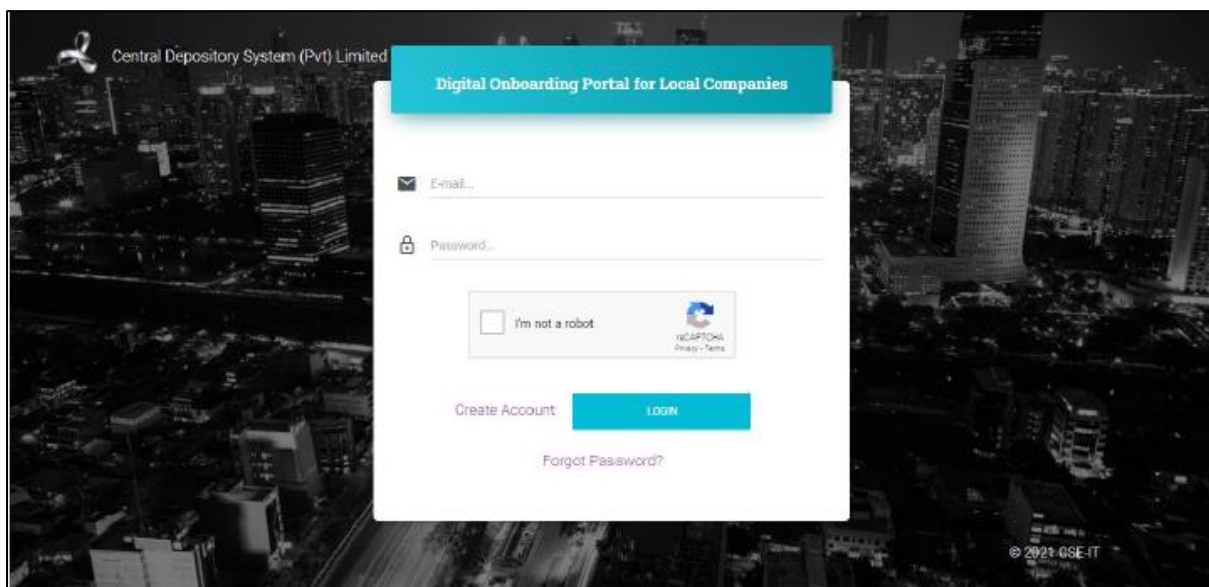 Central Depository System (Pvt) Limited
Digital Onboarding Portal for Local Companies
E-mail...
Password...
I'm not a robot
reCAPTCHA
Privacy - Terms
Create Account
LOGIN
Forgot Password?
© 2021 CSE-IT